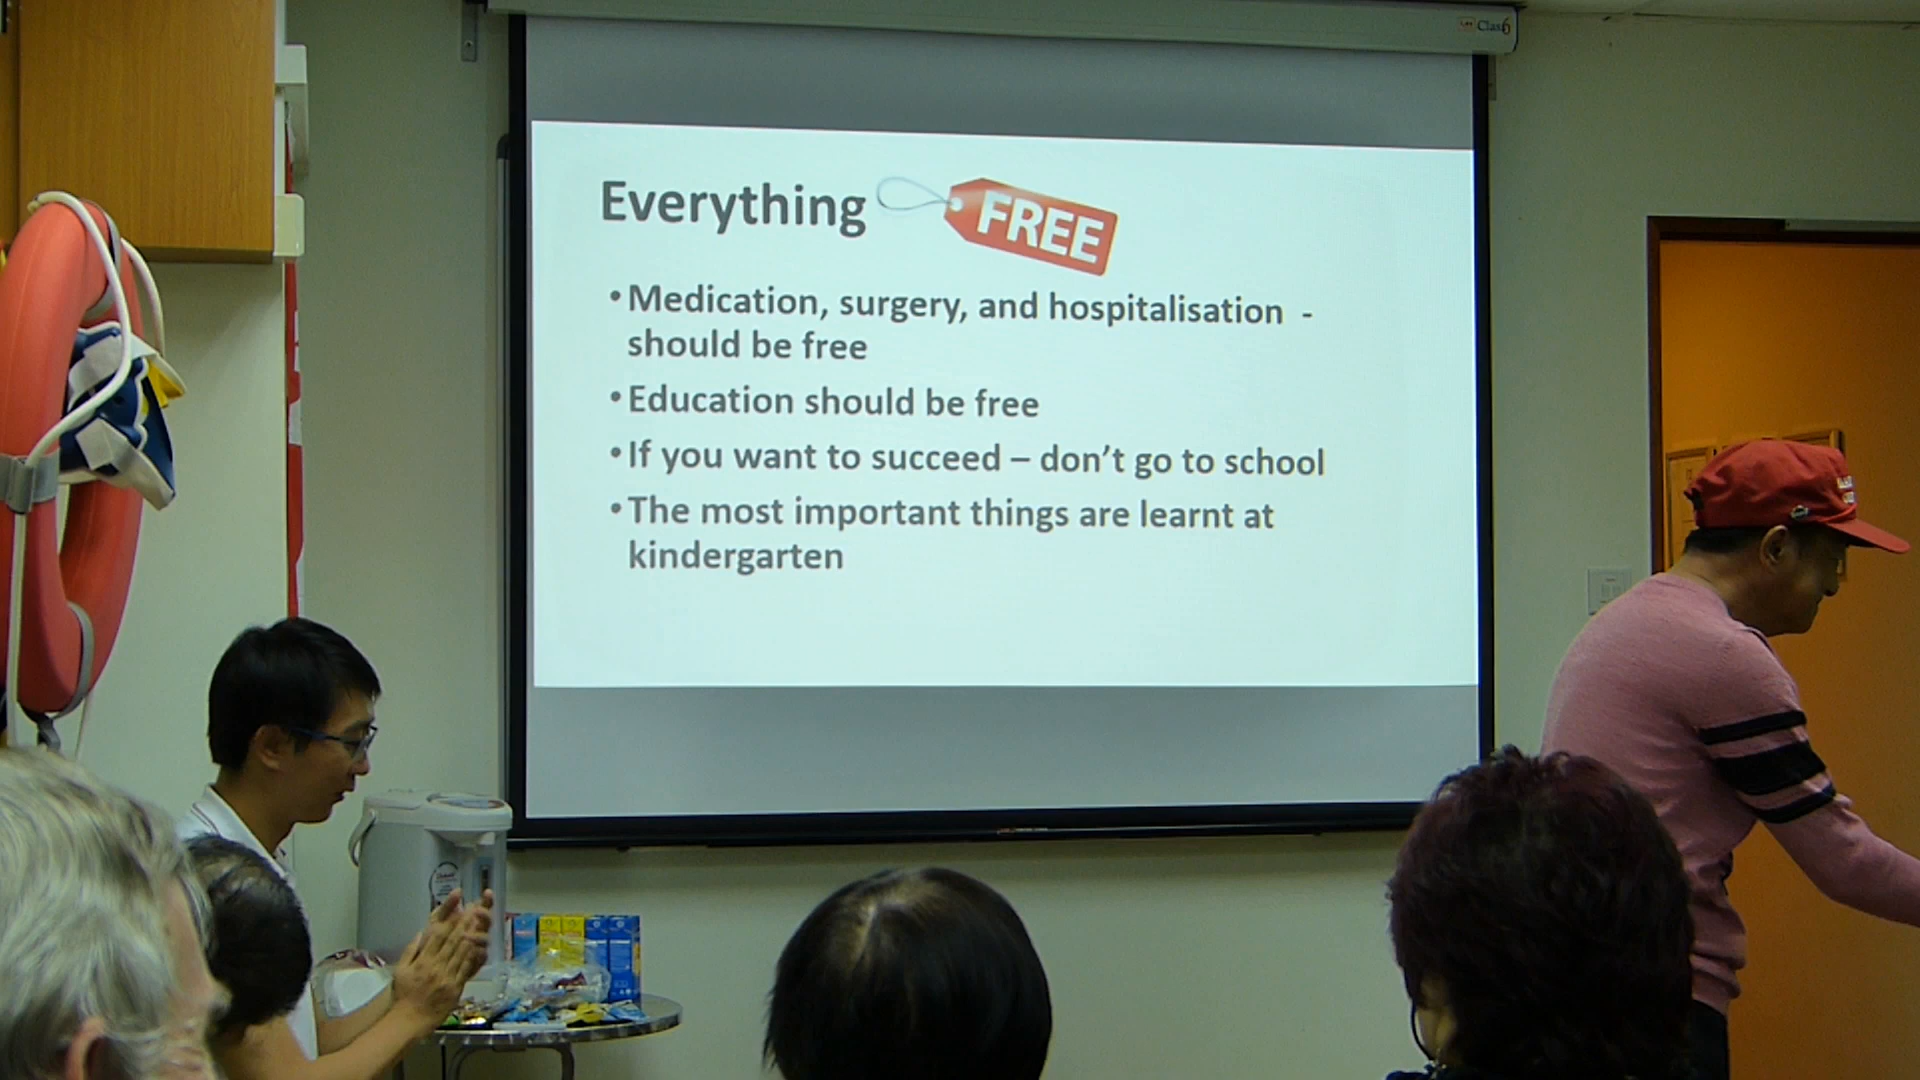 Class6
Everything FREE
• Medication, surgery, and hospitalisation -
should be free
• Education should be free
• If you want to succeed – don't go to school
• The most important things are learnt at
kindergarten